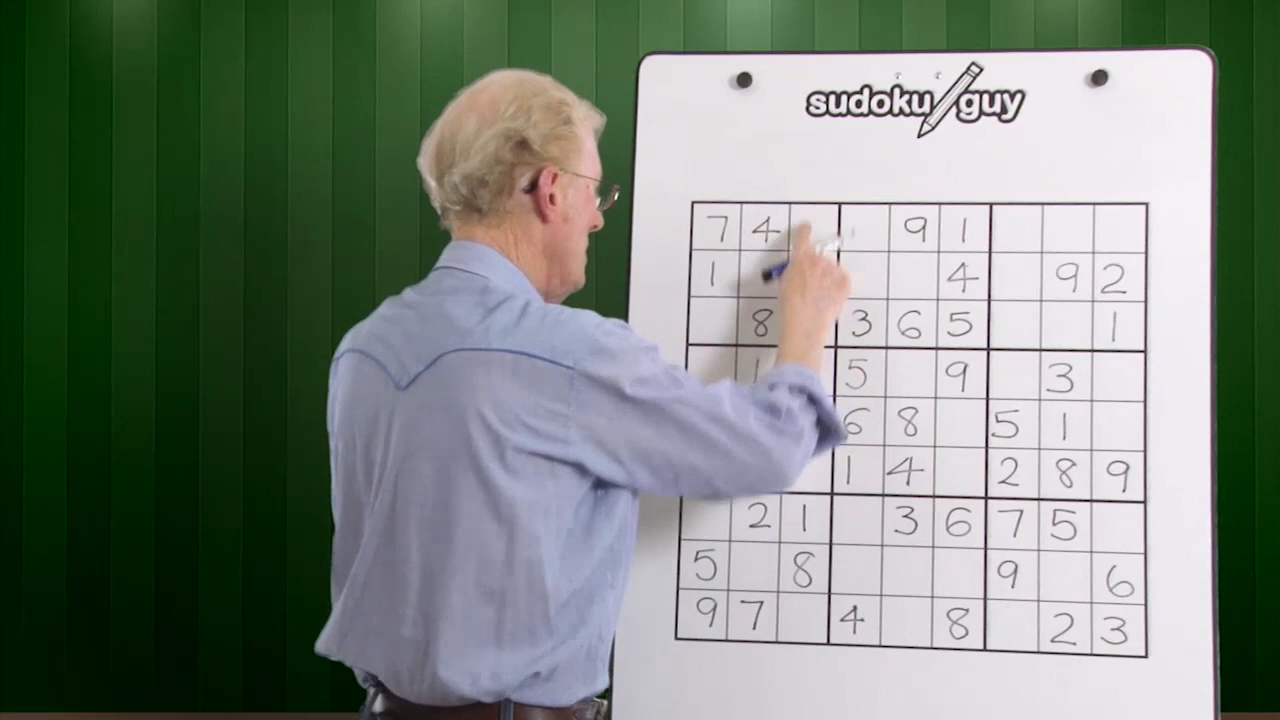 sudoku guy
7 4 9 1
1 4 9 2
8 3 6 5 1
1 5 9 3
6 8 5 1
1 4 2 8 9
2 1 3 6 7 5
5 8 9 6
9 7 4 8 2 3